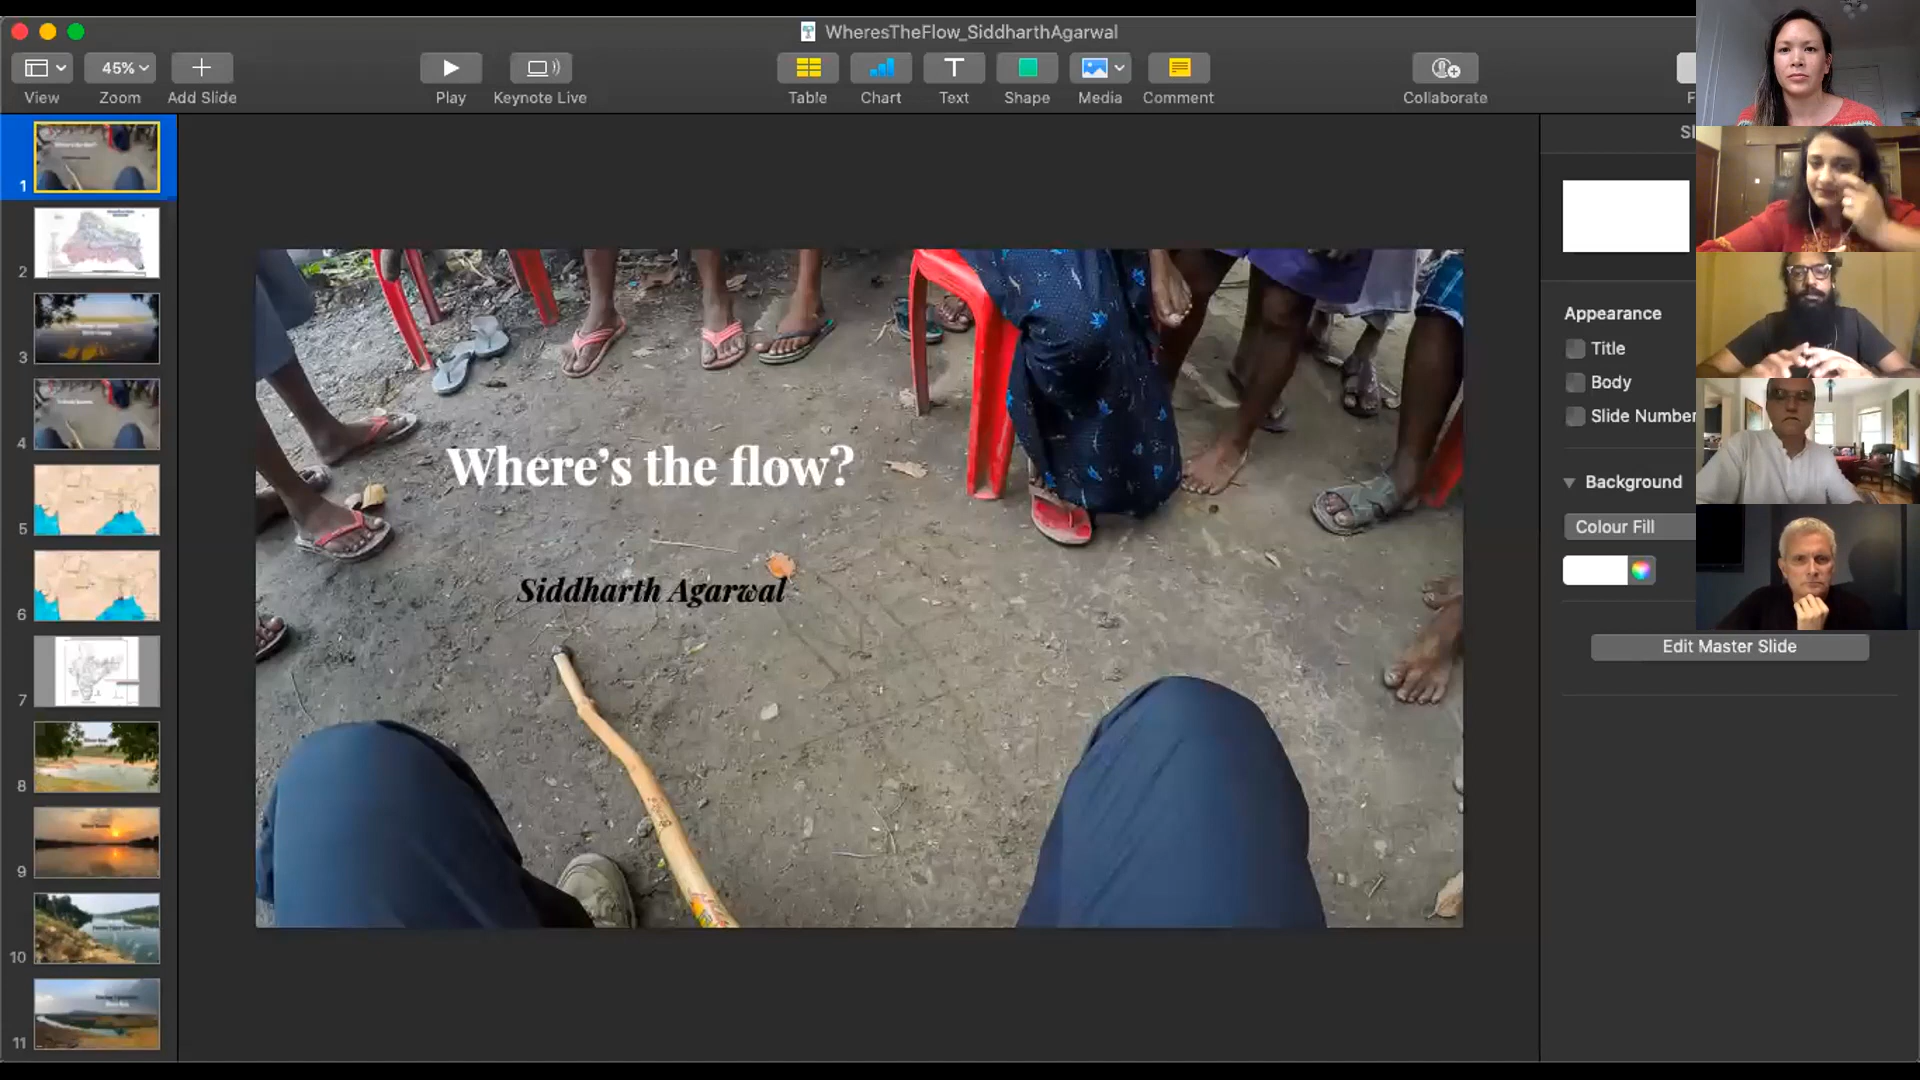 WheresTheFlow_SiddharthAgarwal
45%
View
Zoom
Add Slide
Play
Keynote Live
Table
Chart
Text
Shape
Media
Comment
Collaborate
1
2
3
4
5
6
7
8
9
10
11
Where's the flow?
Siddharth Agarwal
Appearance
Title
Body
Slide Number
Background
Colour Fill
Edit Master Slide